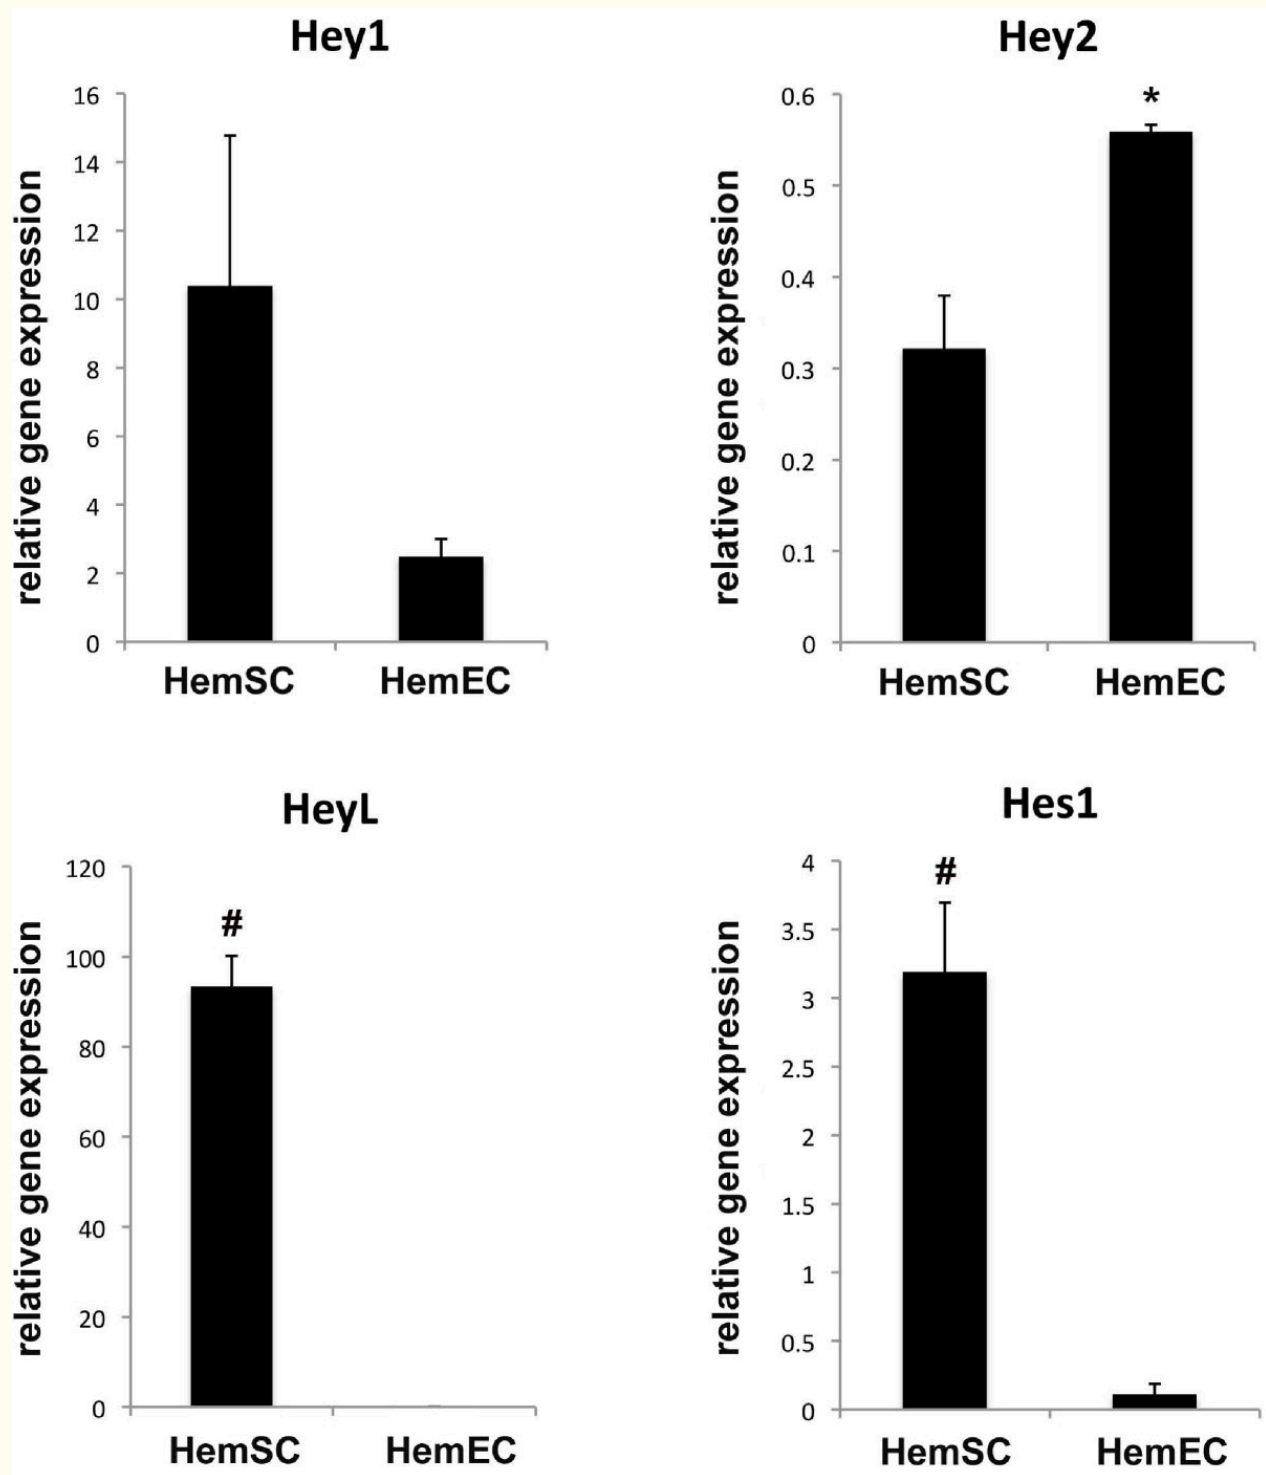 Hey1
relative gene expression
16
14
12
10
8
6
4
2
0
HemSC HemEC
Hey2
relative gene expression
0.6
0.5
0.4
0.3
0.2
0.1
0
*
HemSC HemEC
HeyL
relative gene expression
120
100
80
60
40
20
0
#
HemSC HemEC
Hes1
relative gene expression
4
3.5
3
2.5
2
1.5
1
0.5
0
#
HemSC HemEC